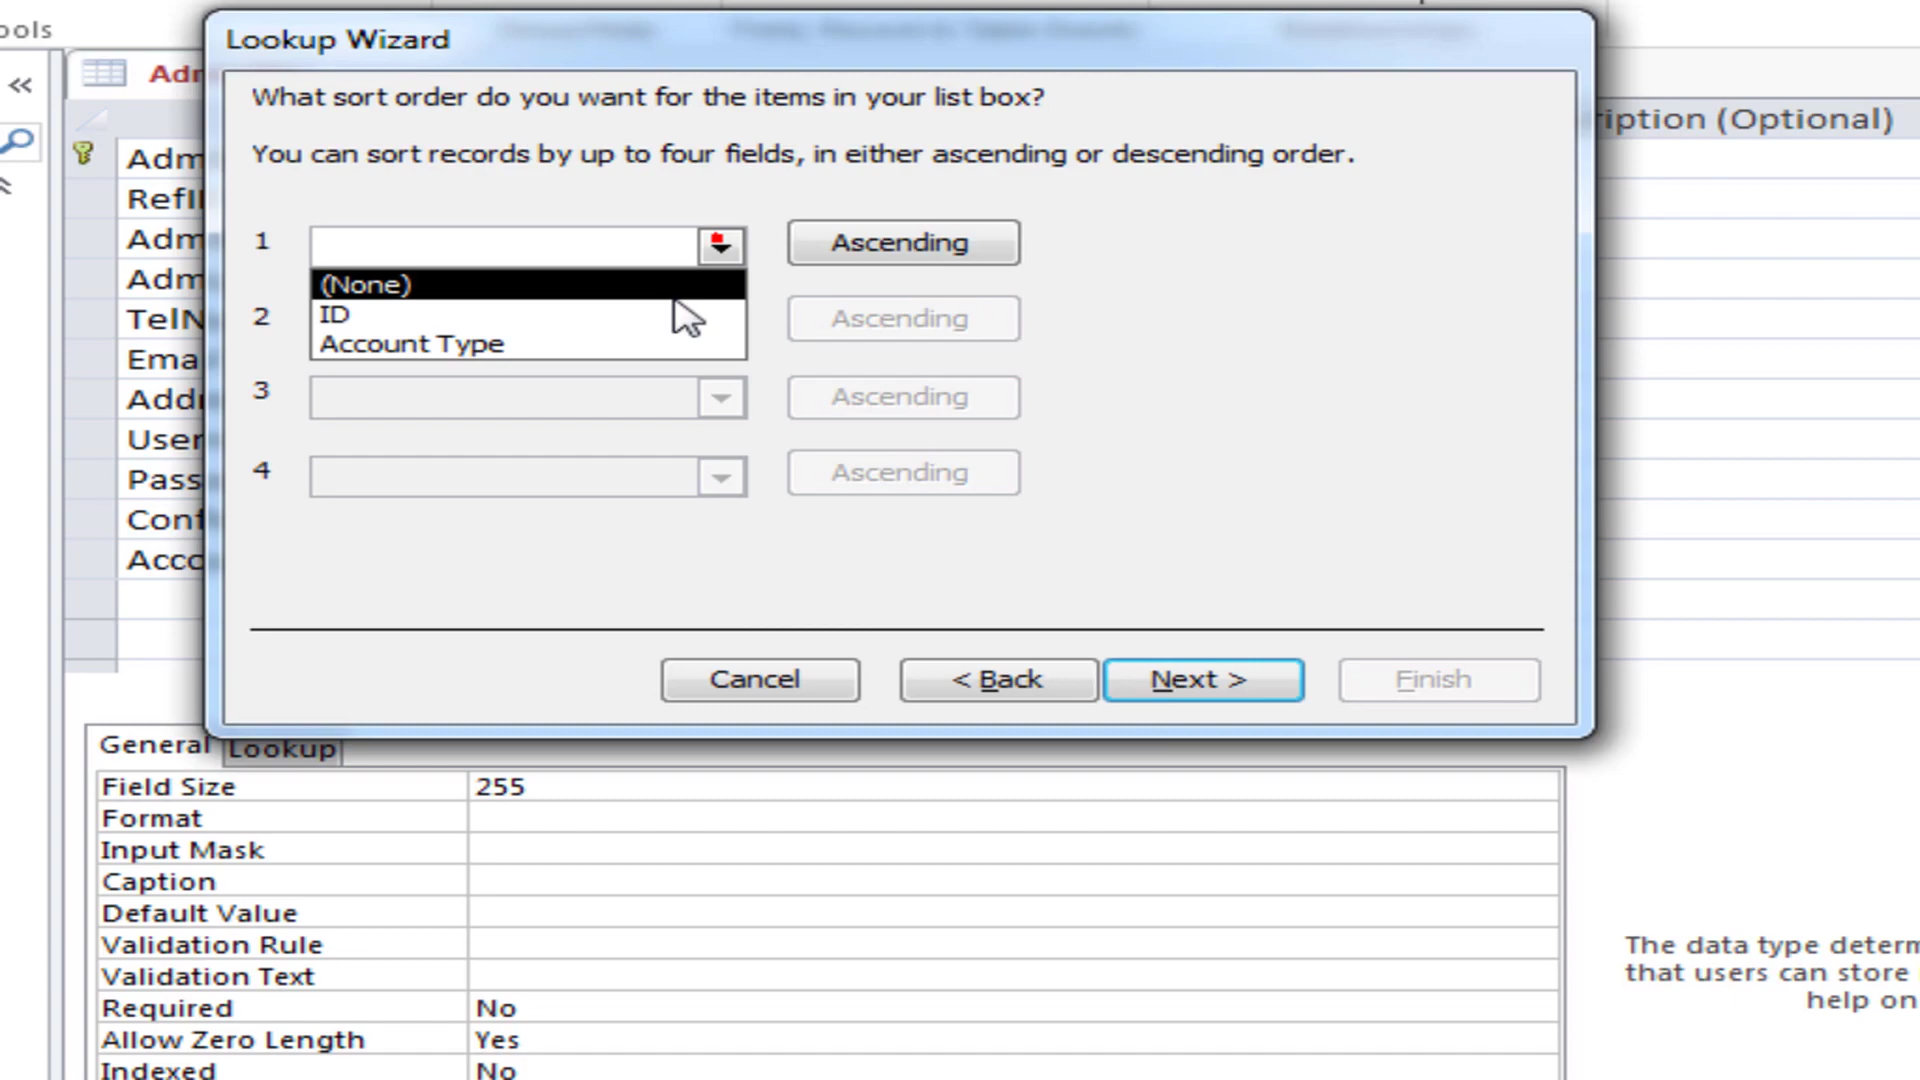 ools
Lookup Wizard
What sort order do you want for the items in your list box?
You can sort records by up to four fields, in either ascending or descending order.
1 Ascending
(None)
ID
Account Type
2 Ascending
3 Ascending
4 Ascending
Cancel < Back Next > Finish
Adr
ription (Optional)
Adm
RefI
Adm
Adm
TelN
Ema
Addr
User
Pass
Conf
Acco
General Lookup
Field Size 255
Format
Input Mask
Caption
Default Value
Validation Rule
Validation Text
Required No
Allow Zero Length Yes
Indexed No
The data type determ
that users can store
help on